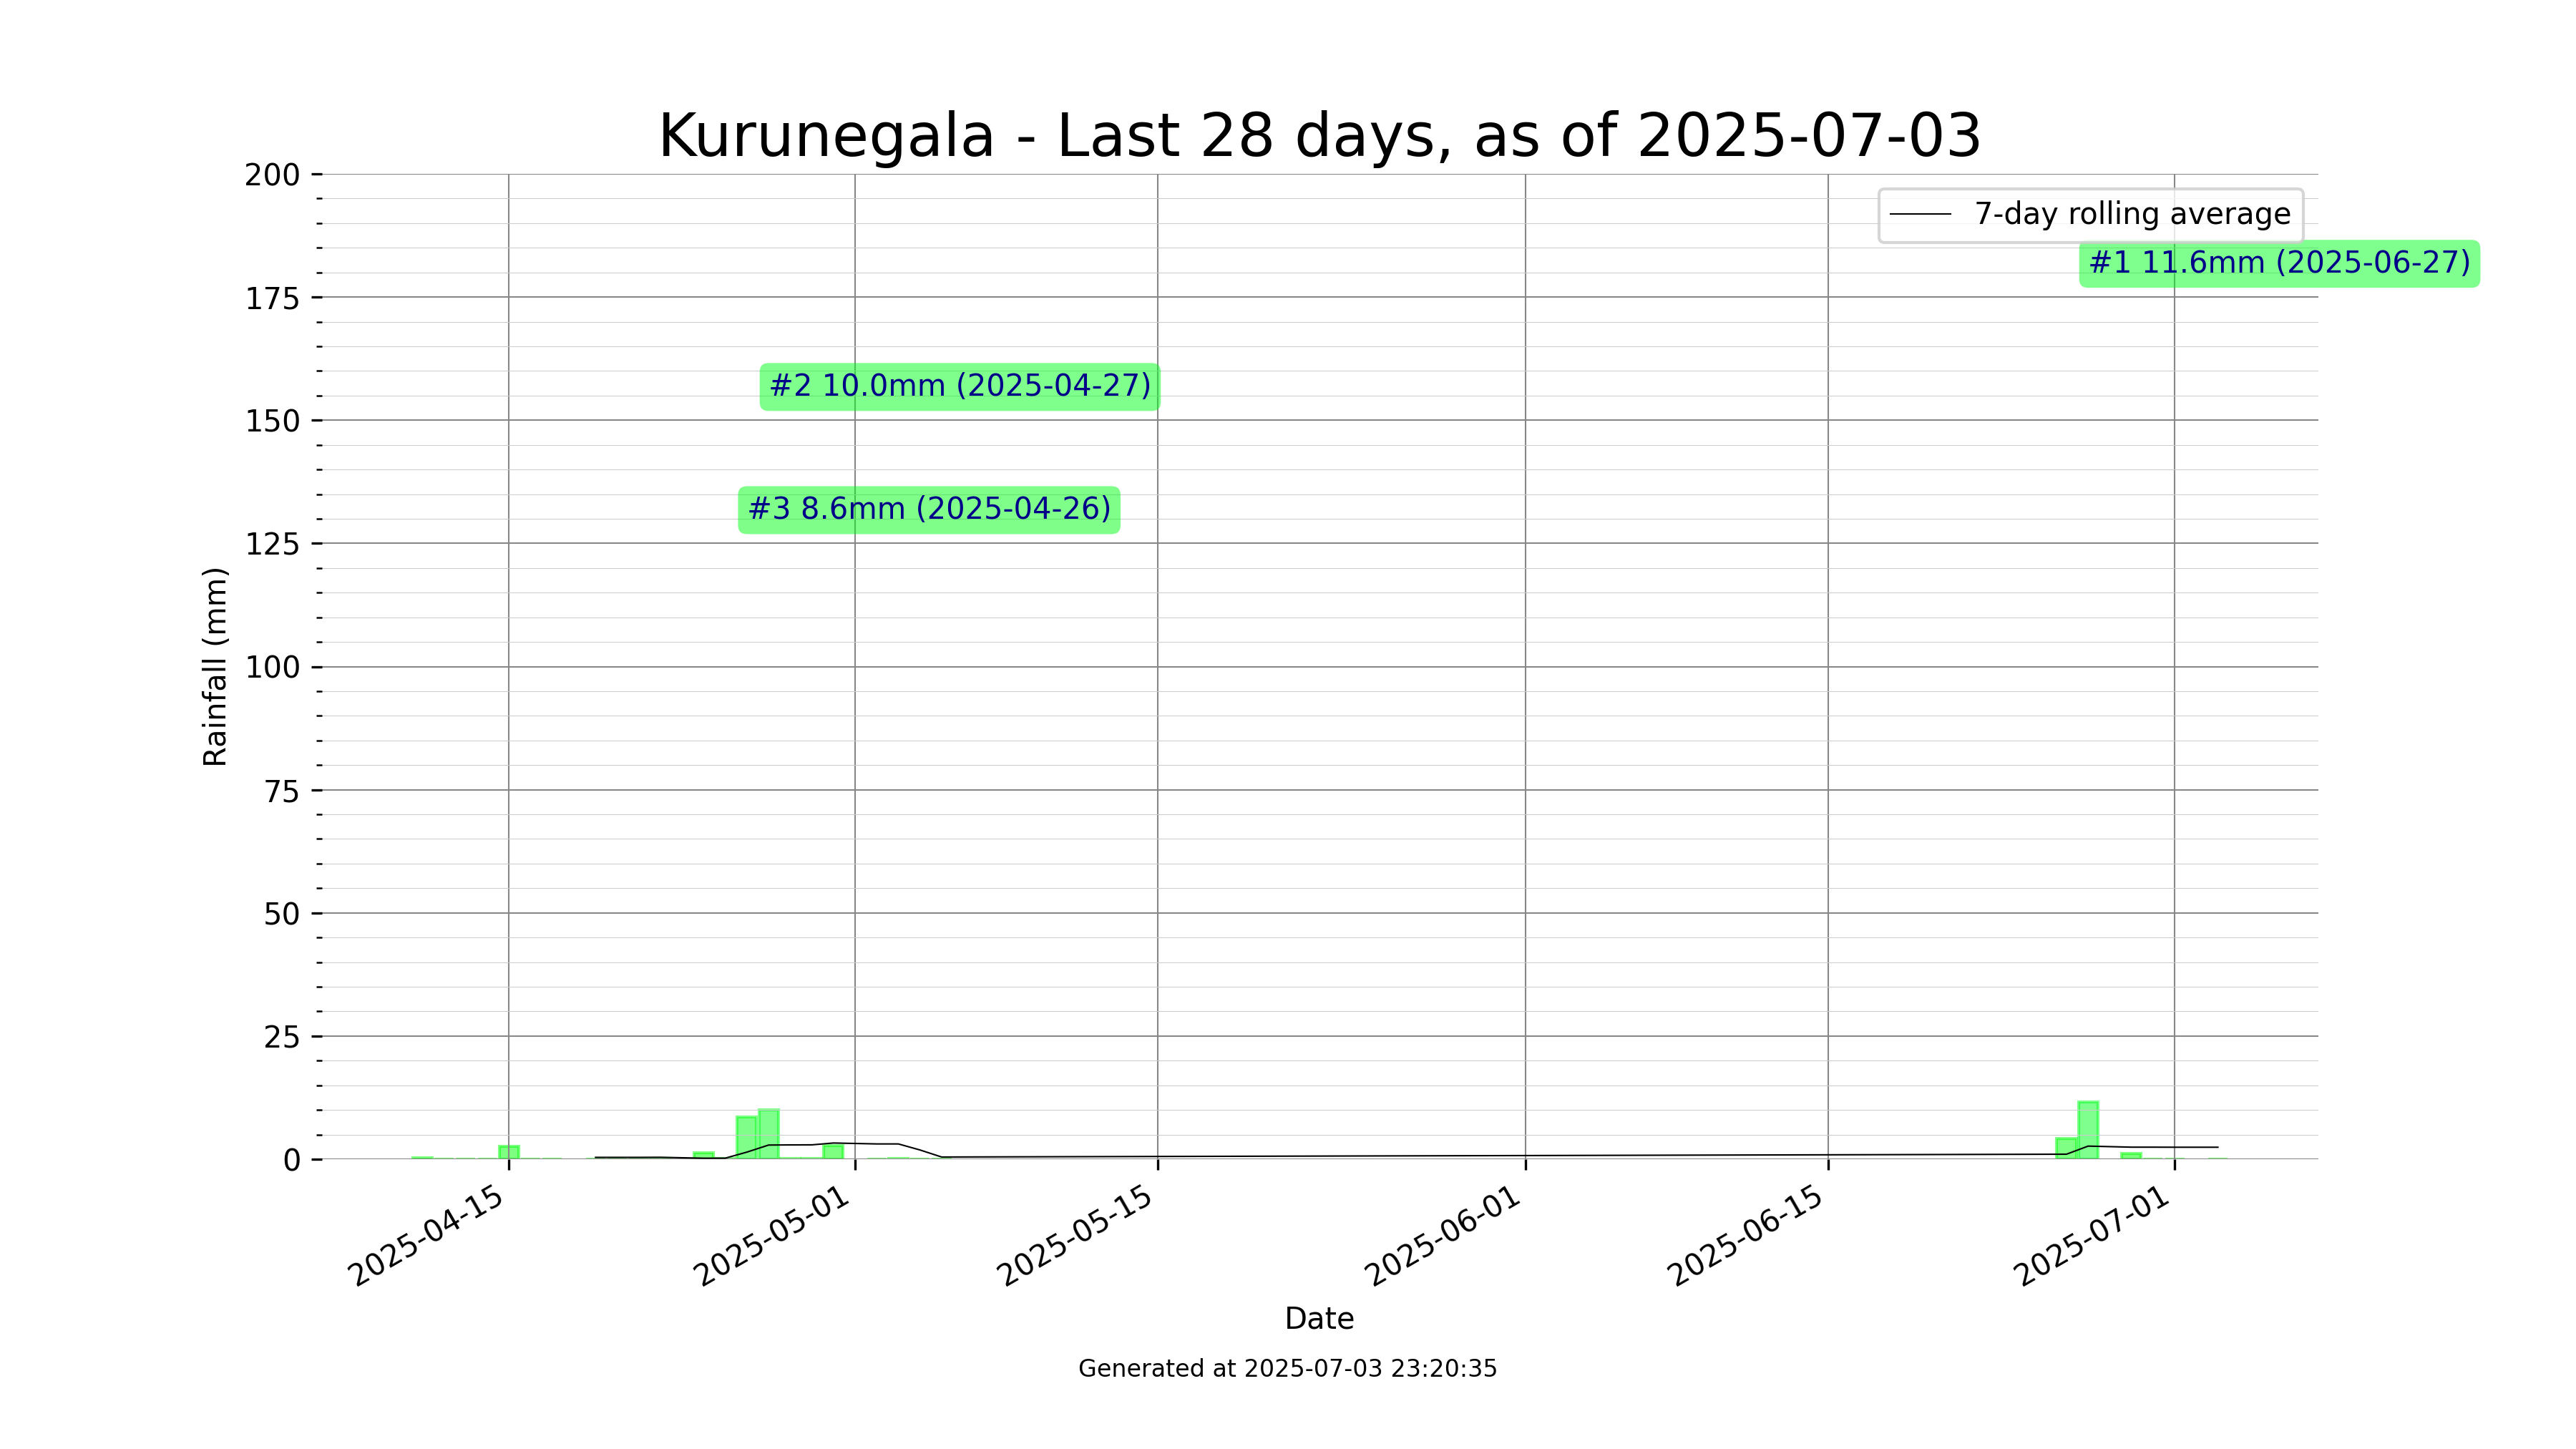 Kurunegala - Last 28 days, as of 2025-07-03
200
175
150
125
100
75
50
25
0
Rainfall (mm)
7-day rolling average
#1 11.6mm (2025-06-27)
#2 10.0mm (2025-04-27)
#3 8.6mm (2025-04-26)
2025-04-15
2025-05-01
2025-05-15
2025-06-01
2025-06-15
2025-07-01
Date
Generated at 2025-07-03 23:20:35